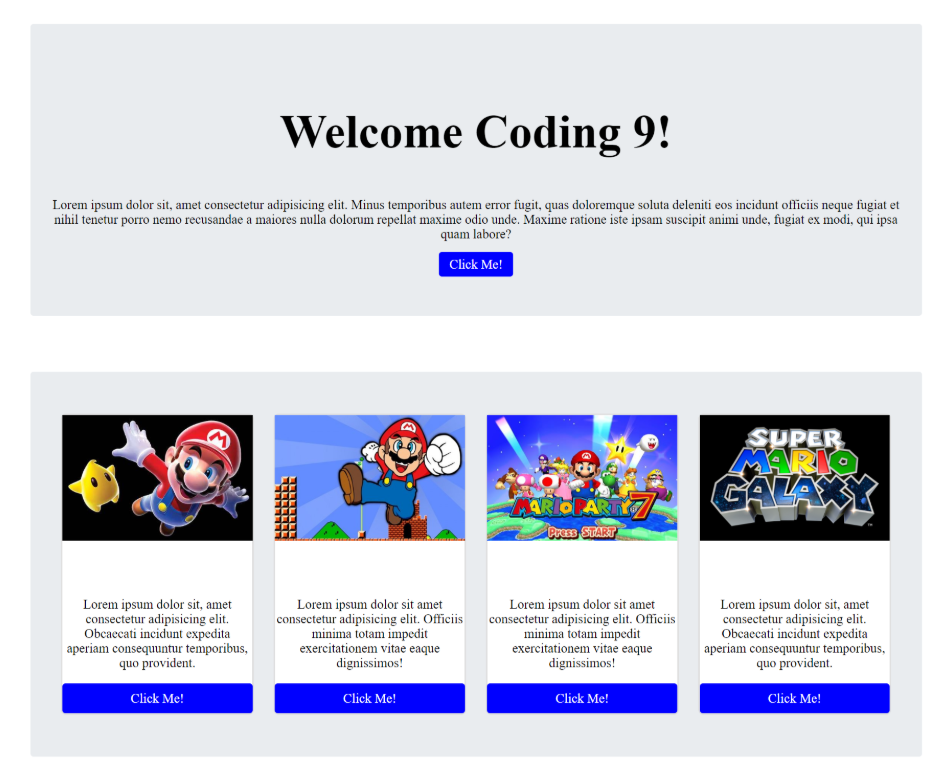 Welcome Coding 9!
Lorem ipsum dolor sit, amet consectetur adipisicing elit. Minus temporibus autem error fugit, quas doloremque soluta deleniti eos incidunt officiis neque fugiat et
nihil tenetur porro nemo recusandae a maiores nulla dolorum repellat maxime odio unde. Maxime ratione iste ipsam suscipit animi unde, fugiat ex modi, qui ipsa
quam labore?
Click Me!
M
M
MARIO PARTY 7
Press START
SUPER
MARIO
GALAXY
TM
Lorem ipsum dolor sit, amet
consectetur adipisicing elit.
Obcaecati incidunt expedita
aperiam consequuntur temporibus,
quo provident.
Click Me!
Lorem ipsum dolor sit amet
consectetur adipisicing elit. Officiis
minima totam impedit
exercitationem vitae eaque
dignissimos!
Click Me!
Lorem ipsum dolor sit amet
consectetur adipisicing elit. Officiis
minima totam impedit
exercitationem vitae eaque
dignissimos!
Click Me!
Lorem ipsum dolor sit, amet
consectetur adipisicing elit.
Obcaecati incidunt expedita
aperiam consequuntur temporibus,
quo provident.
Click Me!